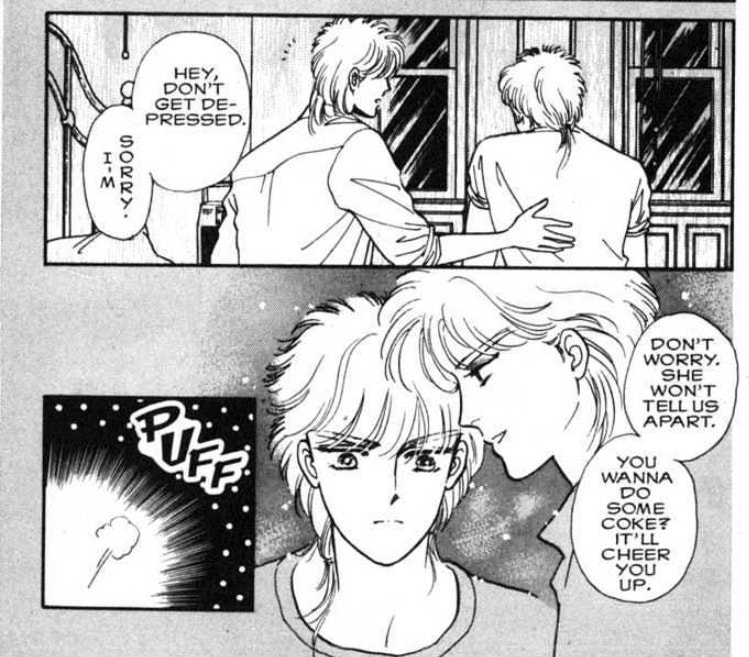 HEY,
DON'T
GET DE-
PRESSED.
SORRY.
I'M
DON'T
WORRY.
SHE
WON'T
TELL US
APART.
YOU
WANNA
DO
SOME
COKE?
IT'LL
CHEER
YOU
UP.
PUFF